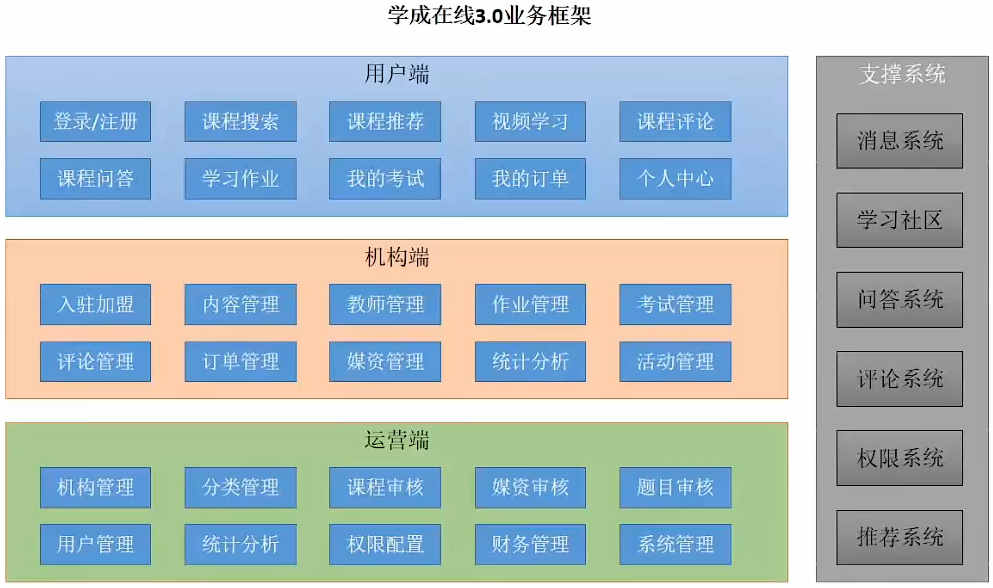 学成在线3.0业务框架
用户端
登录/注册 课程搜索 课程推荐 视频学习 课程评论
课程问答 学习作业 我的考试 我的订单 个人中心
机构端
入驻加盟 内容管理 教师管理 作业管理 考试管理
评论管理 订单管理 媒资管理 统计分析 活动管理
运营端
机构管理 分类管理 课程审核 媒资审核 题目审核
用户管理 统计分析 权限配置 财务管理 系统管理
支撑系统
消息系统
学习社区
问答系统
评论系统
权限系统
推荐系统